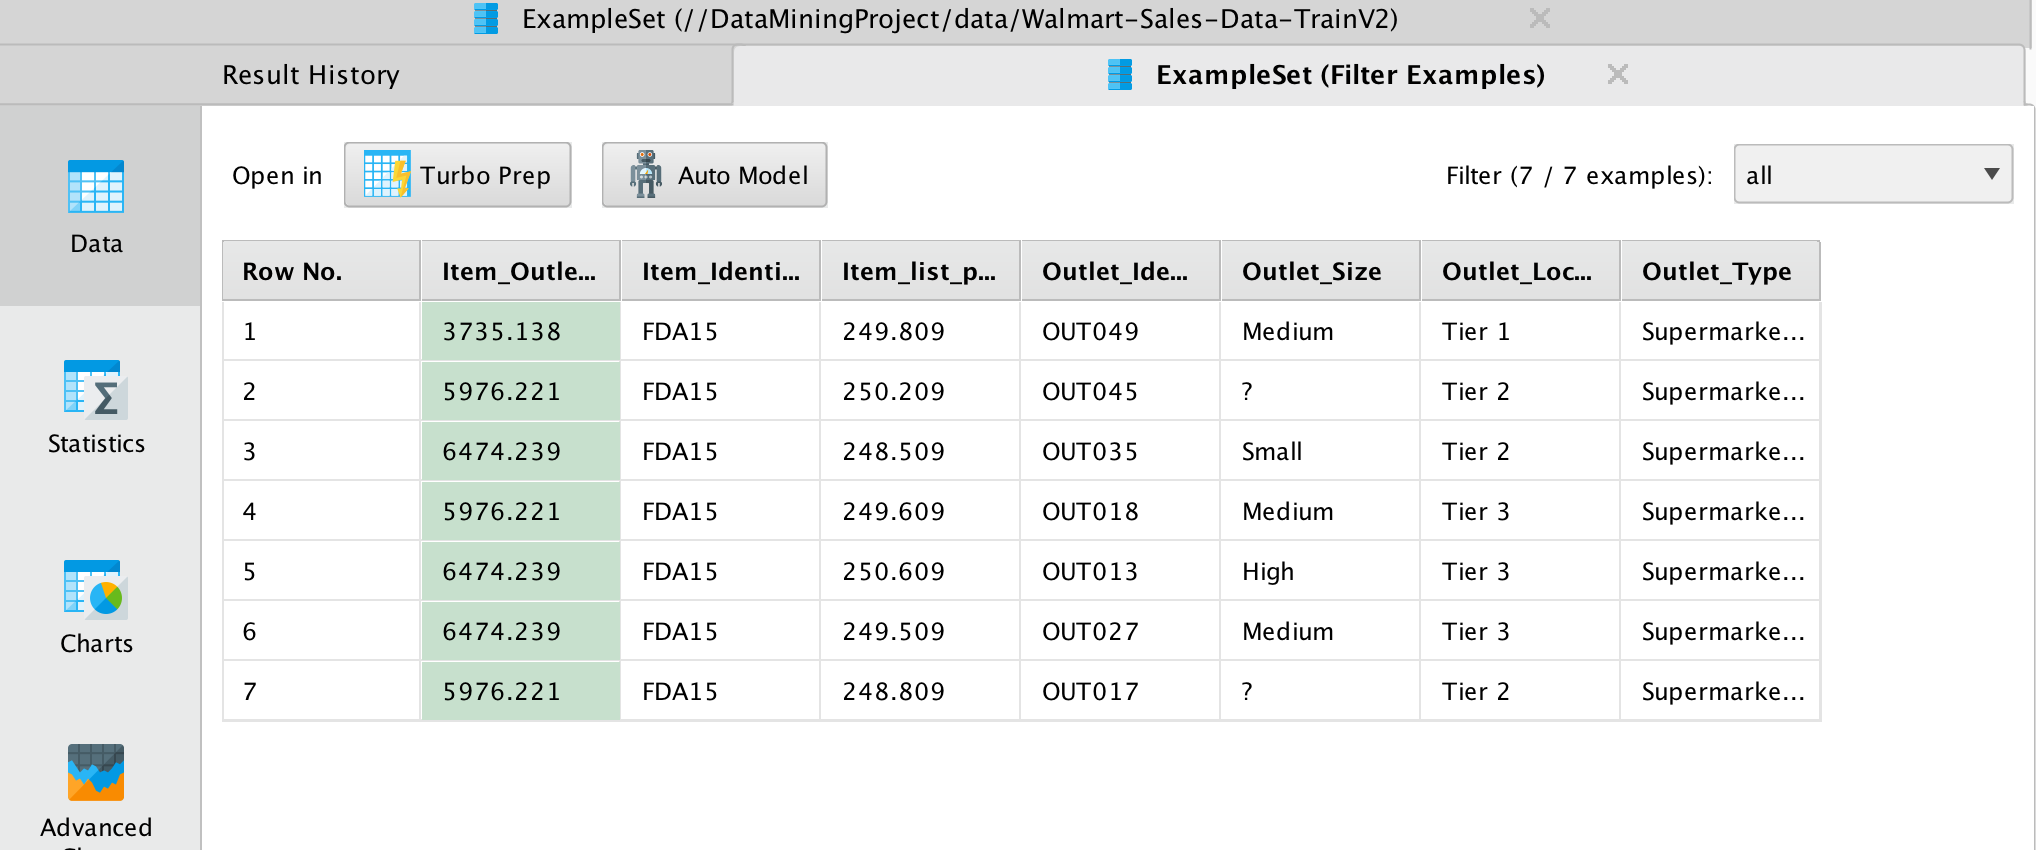 ExampleSet (//DataMiningProject/data/Walmart-Sales-Data-TrainV2)
Result History ExampleSet (Filter Examples)
Open in Turbo Prep Auto Model Filter (7 / 7 examples): all
Data
Row No. Item_Outle... Item_Identi... Item_list_p... Outlet_Ide... Outlet_Size Outlet_Loc... Outlet_Type
1 3735.138 FDA15 249.809 OUT049 Medium Tier 1 Supermarke...
2 5976.221 FDA15 250.209 OUT045 ? Tier 2 Supermarke...
3 6474.239 FDA15 248.509 OUT035 Small Tier 2 Supermarke...
Statistics
4 5976.221 FDA15 249.609 OUT018 Medium Tier 3 Supermarke...
5 6474.239 FDA15 250.609 OUT013 High Tier 3 Supermarke...
6 6474.239 FDA15 249.509 OUT027 Medium Tier 3 Supermarke...
Charts
7 5976.221 FDA15 248.809 OUT017 ? Tier 2 Supermarke...
Advanced